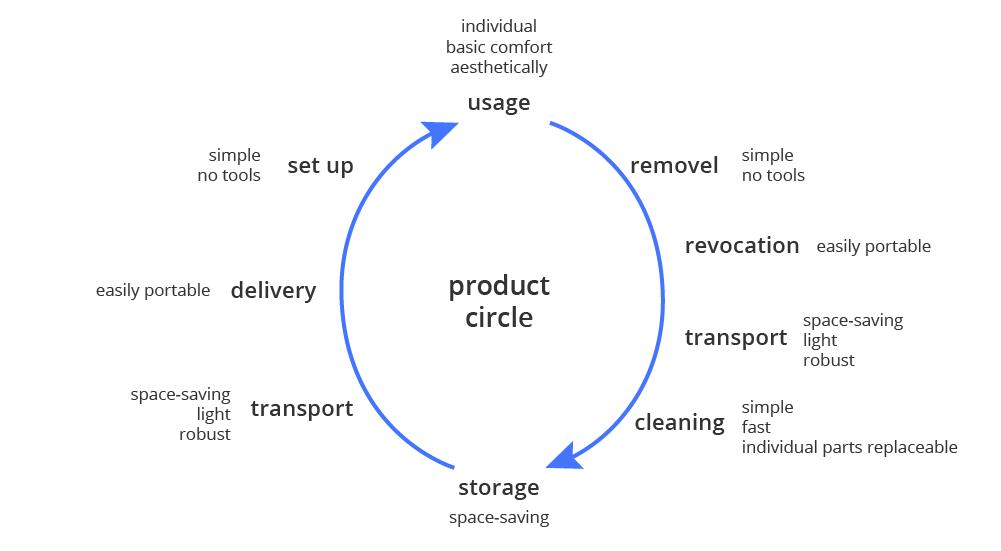 individual
basic comfort
aesthetically
usage
simple
no tools
set up
removel
simple
no tools
revocation
easily portable
easily portable
delivery
product
circle
transport
space-saving
light
robust
space-saving
light
robust
transport
cleaning
simple
fast
individual parts replaceable
storage
space-saving